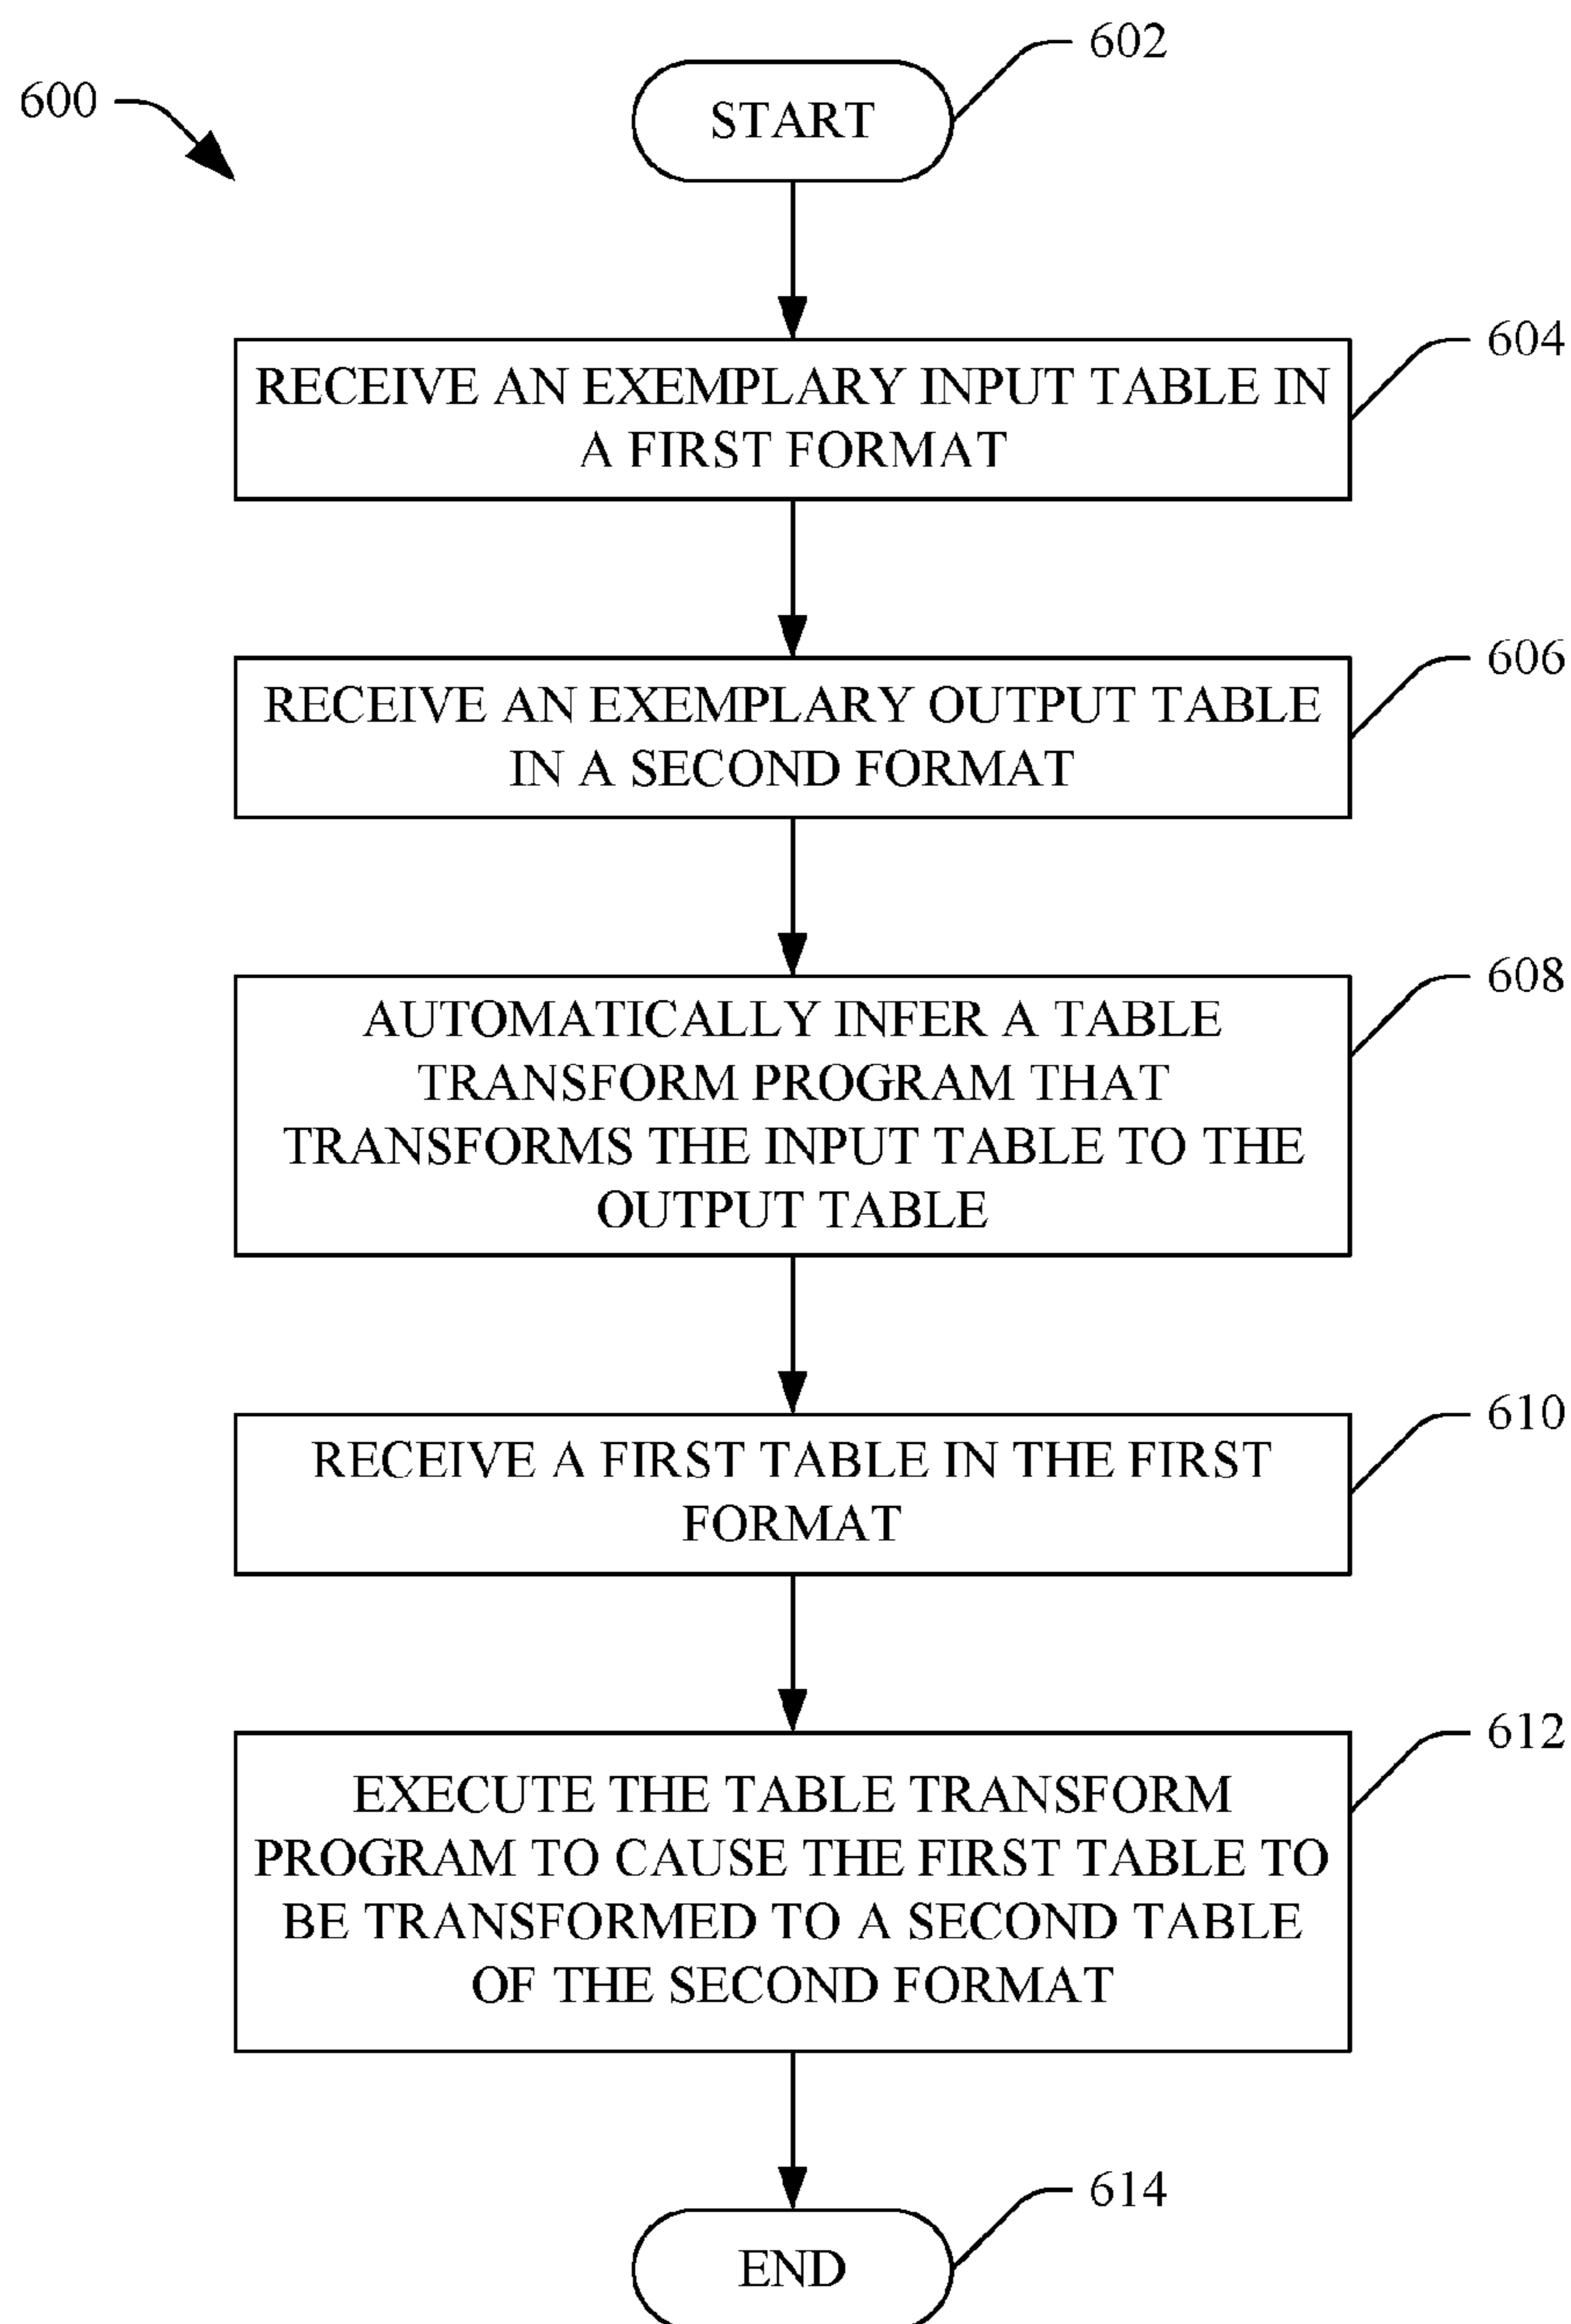 602
600
START
604
RECEIVE AN EXEMPLARY INPUT TABLE IN
A FIRST FORMAT
606
RECEIVE AN EXEMPLARY OUTPUT TABLE
IN A SECOND FORMAT
608
AUTOMATICALLY INFER A TABLE
TRANSFORM PROGRAM THAT
TRANSFORMS THE INPUT TABLE TO THE
OUTPUT TABLE
610
RECEIVE A FIRST TABLE IN THE FIRST
FORMAT
612
EXECUTE THE TABLE TRANSFORM
PROGRAM TO CAUSE THE FIRST TABLE TO
BE TRANSFORMED TO A SECOND TABLE
OF THE SECOND FORMAT
614
END